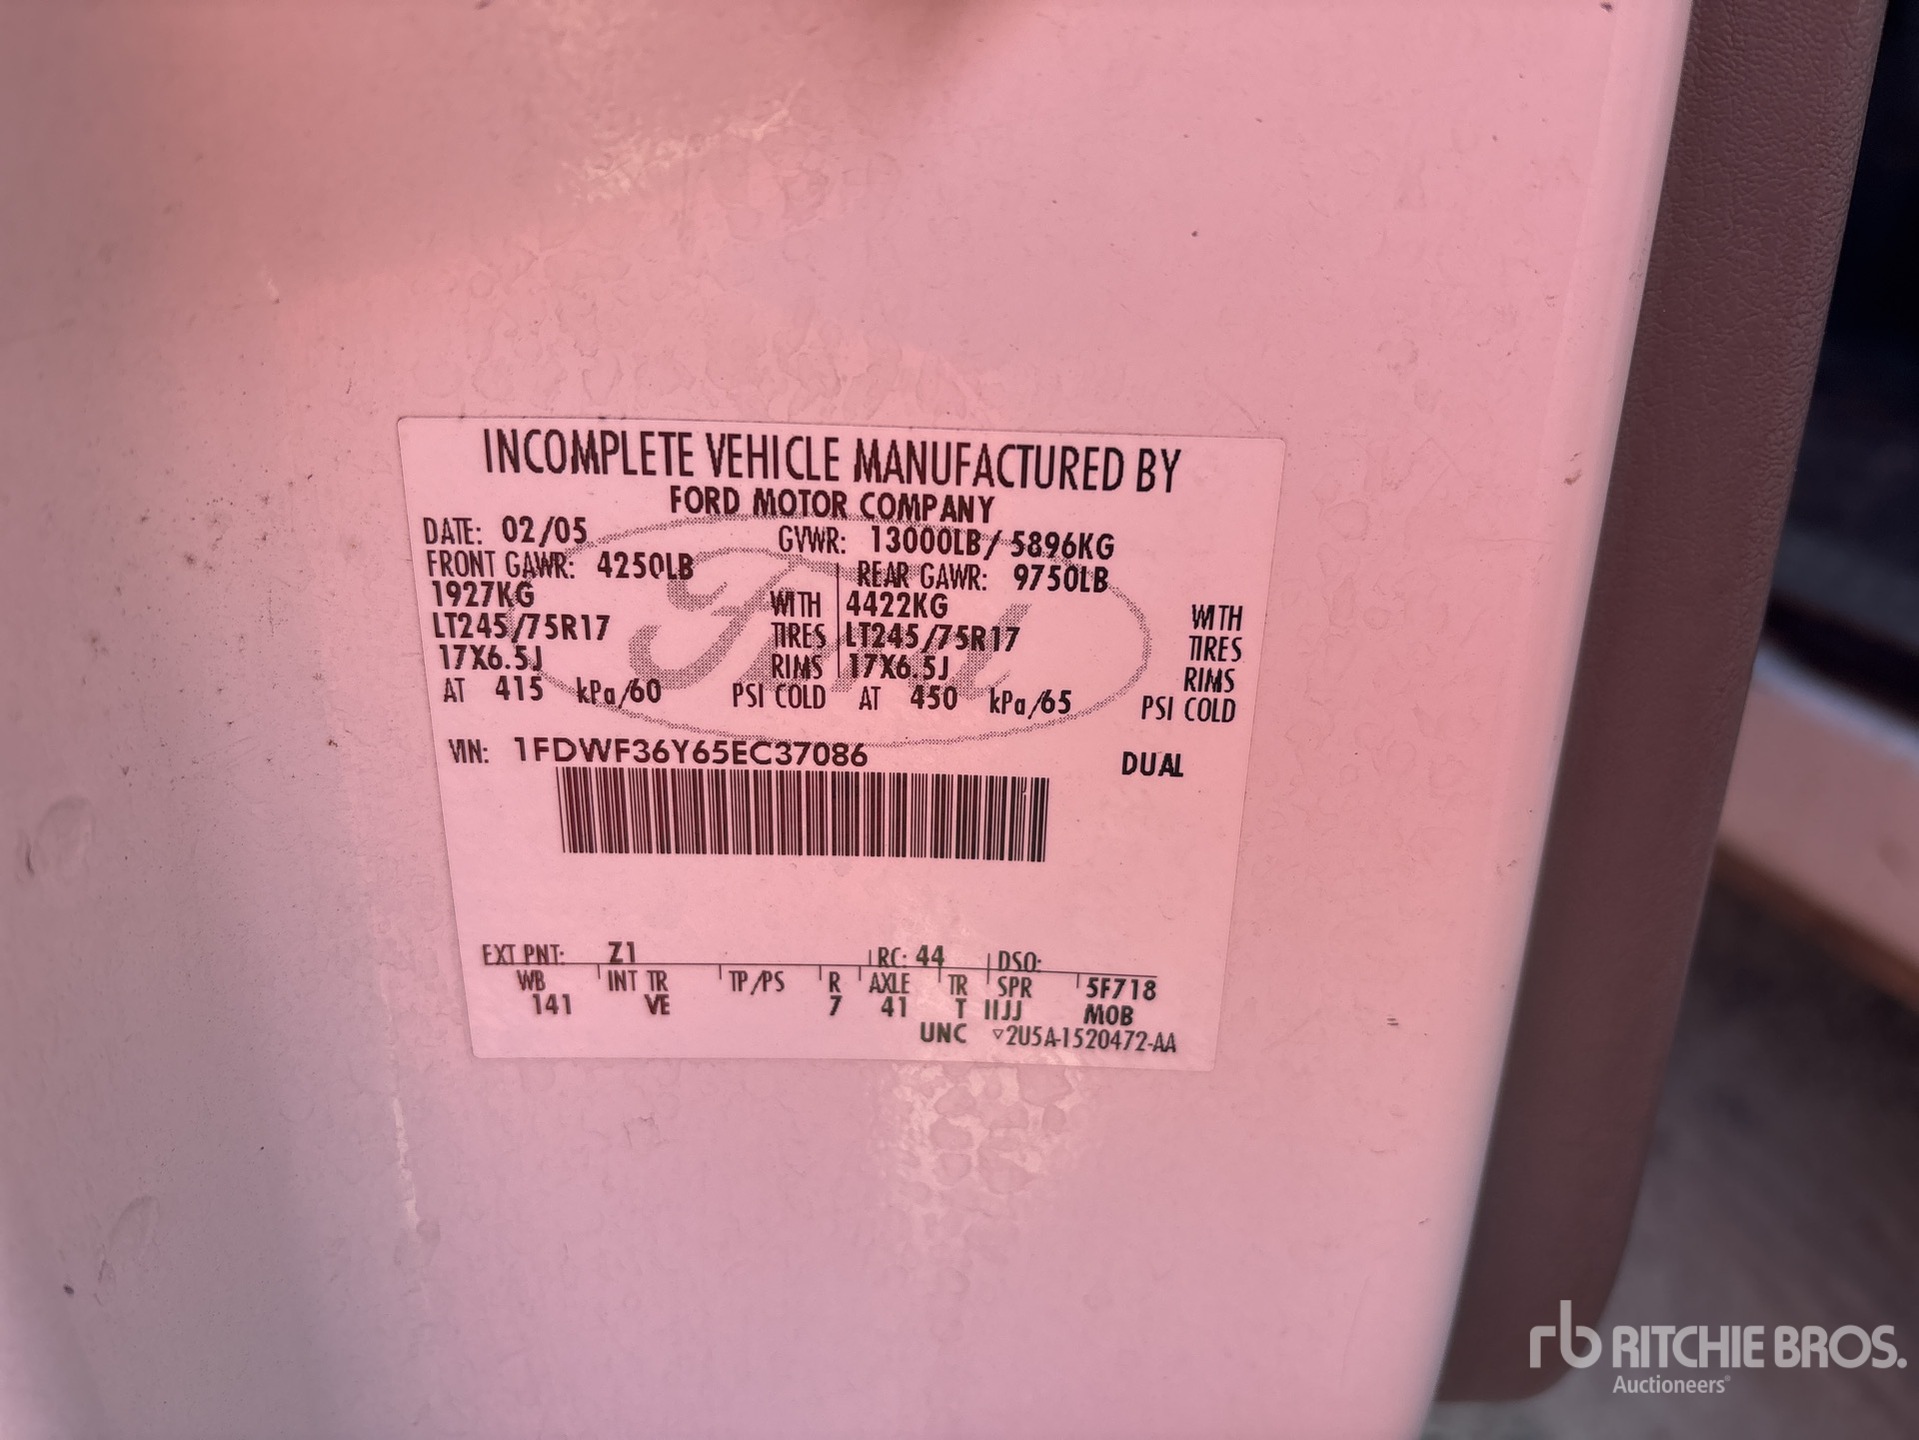 INCOMPLETE VEHICLE MANUFACTURED BY
FORD MOTOR COMPANY
DATE: 02/05 GVWR: 13000LB/ 5896KG
FRONT GAWR: 4250LB REAR GAWR: 9750LB
1927KG WITH 4422KG WITH
LT245/75R17 TIRES LT245/75R17 TIRES
17X6.5J RIMS 17X6.5J RIMS
AT 415 kPa/60 PSI COLD AT 450 kPa/65 PSI COLD
Ford
VIN: 1FDWF36Y65EC37086 DUAL
EXT PNT: Z1 RC: 44 DSO:
WB INT TR TP/PS R AXLE TR SPR 5F718
141 VE 7 41 T IIJJ MOB
UNC ▽2U5A-1520472-AA
rb RITCHIE BROS.
Auctioneers®